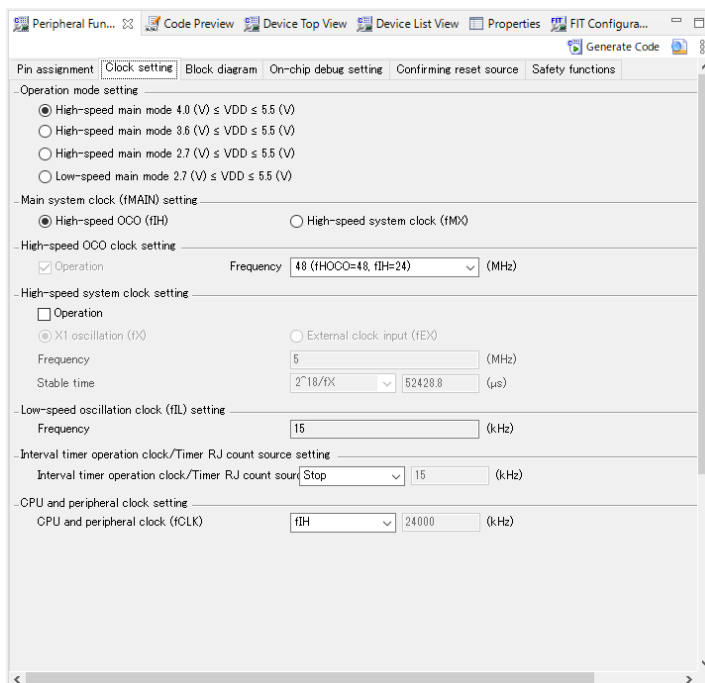 Peripheral Fun... Code Preview Device Top View Device List View Properties FIT Configura...
Generate Code
Pin assignment Clock setting Block diagram On-chip debug setting Confirming reset source Safety functions
Operation mode setting
High-speed main mode 4.0 (V) ≤ VDD ≤ 5.5 (V)
High-speed main mode 3.6 (V) ≤ VDD ≤ 5.5 (V)
High-speed main mode 2.7 (V) ≤ VDD ≤ 5.5 (V)
Low-speed main mode 2.7 (V) ≤ VDD ≤ 5.5 (V)
Main system clock (fMAIN) setting
High-speed OCO (fIH) High-speed system clock (fMX)
High-speed OCO clock setting
Operation Frequency 48 (fHOCO=48, fIH=24) (MHz)
High-speed system clock setting
Operation
X1 oscillation (fX) External clock input (fEX)
Frequency 5 (MHz)
Stable time 2^18/fX 52428.8 (μs)
Low-speed oscillation clock (fIL) setting
Frequency 15 (kHz)
Interval timer operation clock/Timer RJ count source setting
Interval timer operation clock/Timer RJ count sour Stop 15 (kHz)
CPU and peripheral clock setting
CPU and peripheral clock (fCLK) fIH 24000 (kHz)